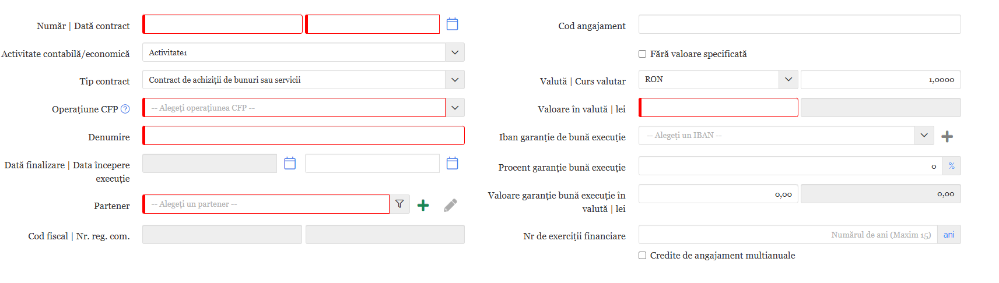 Număr | Dată contract
Activitate contabilă/economică
Activitate1
Tip contract
Contract de achiziții de bunuri sau servicii
Operațiune CFP ?
-- Alegeți operațiunea CFP --
Denumire
Dată finalizare | Data începere
execuție
Partener
-- Alegeți un partener --
Cod fiscal | Nr. reg. com.
Cod angajament
Fără valoare specificată
Valută | Curs valutar
RON
1,0000
Valoare în valută | lei
Iban garanție de bună execuție
-- Alegeți un IBAN --
Procent garanție bună execuție
0
%
Valoare garanție bună execuție în
valută | lei
0,00
0,00
Nr de exerciții financiare
Numărul de ani (Maxim 15)
ani
Credite de angajament multianuale